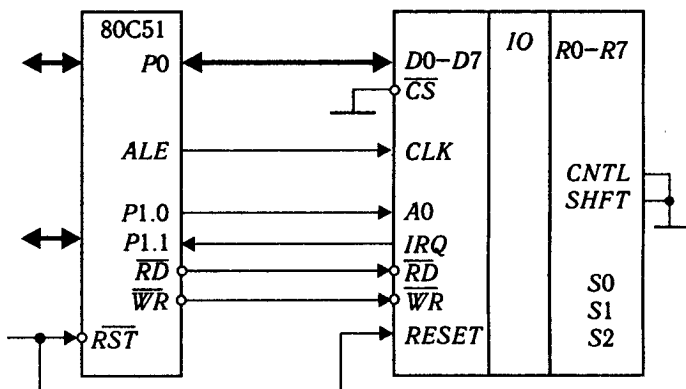 80C51
P0
ALE
P1.0
P1.1
RD
WR
RST
D0-D7
CS
CLK
A0
IRQ
RD
WR
RESET
IO
R0-R7
CNTL
SHFT
S0
S1
S2